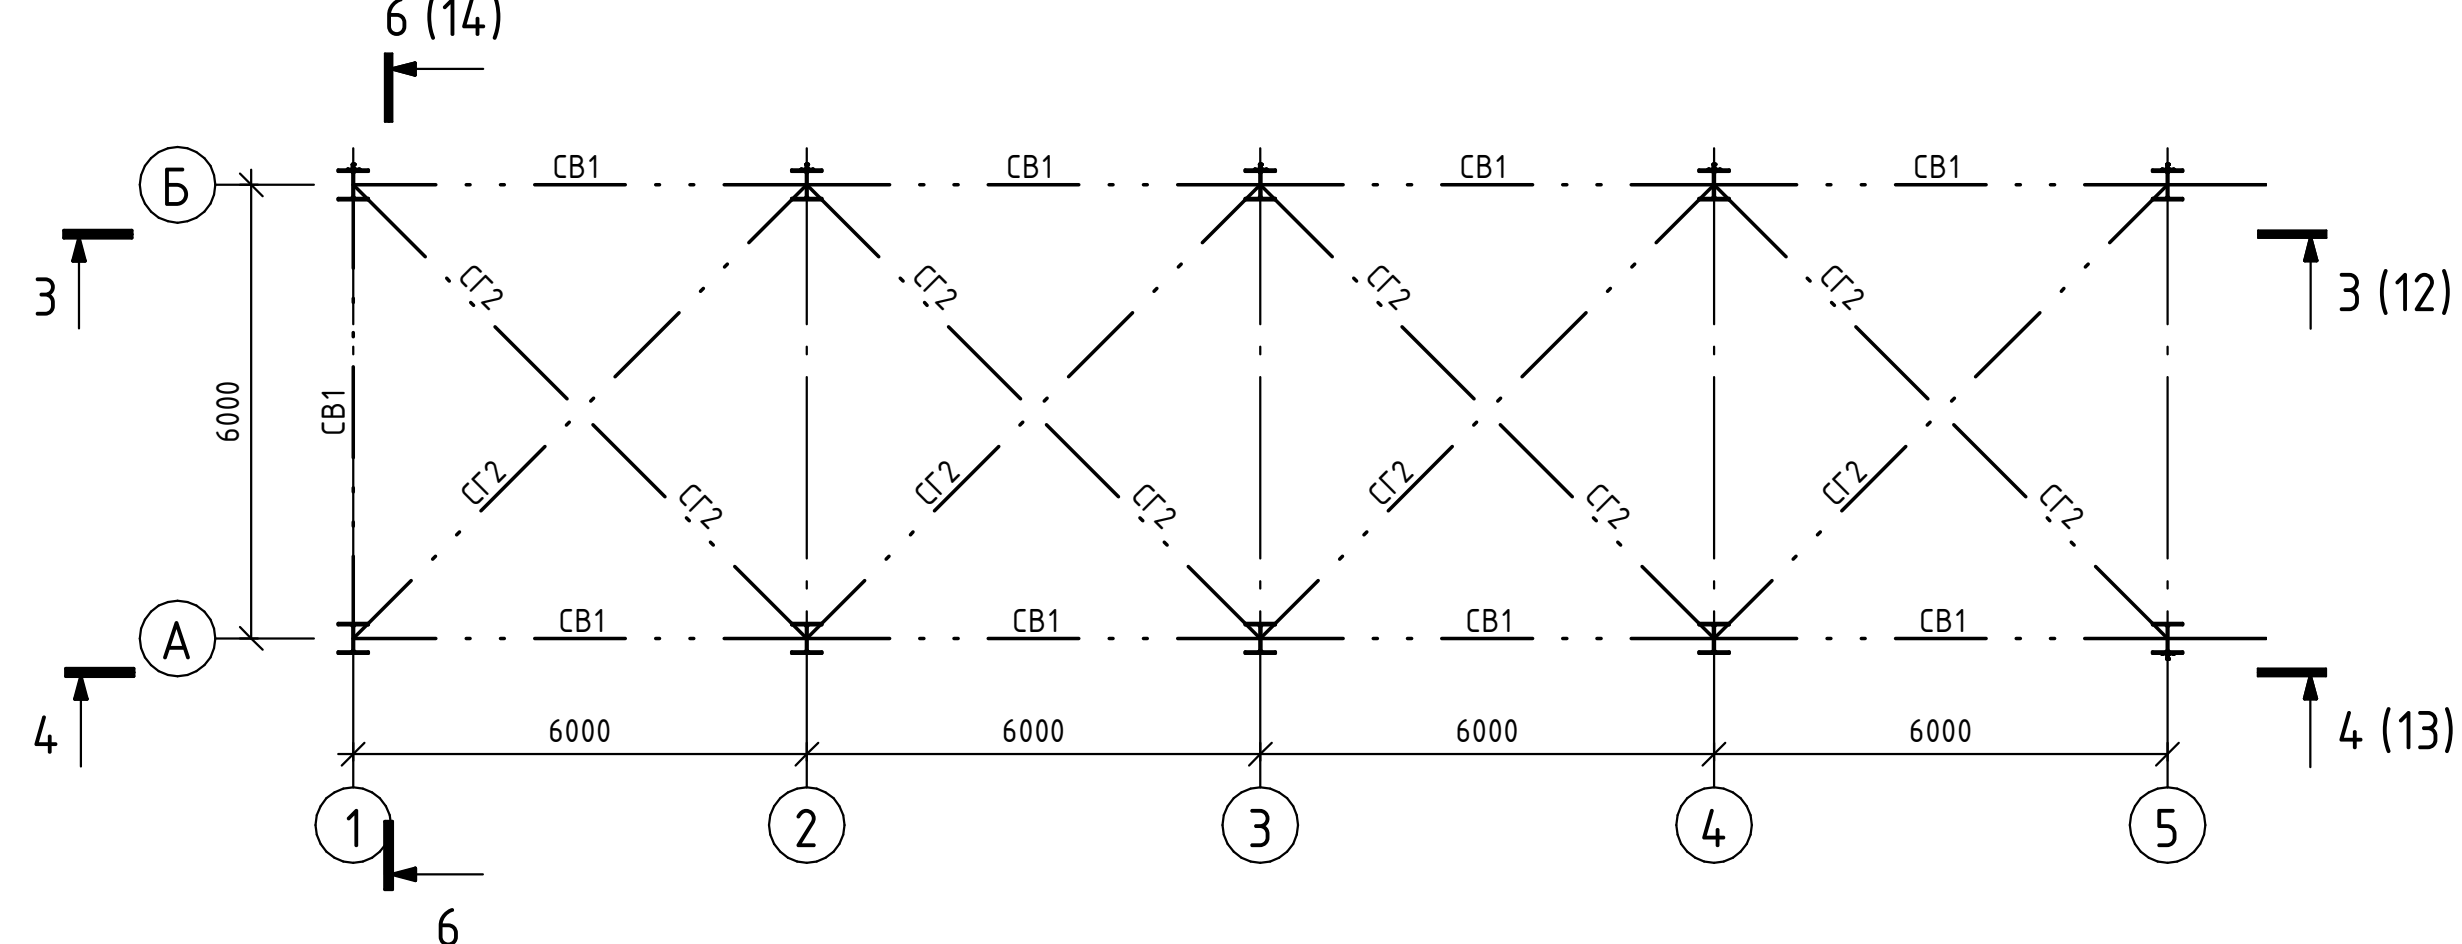 6 (14)
СВ1 СВ1 СВ1 СВ1
Б
3 3 (12)
СГ2 СГ2 СГ2 СГ2
6000
СВ1
СГ2 СГ2 СГ2 СГ2
СГ2 СГ2 СГ2 СГ2
СВ1 СВ1 СВ1 СВ1
А
4 4 (13)
6000 6000 6000 6000
1 2 3 4 5
6